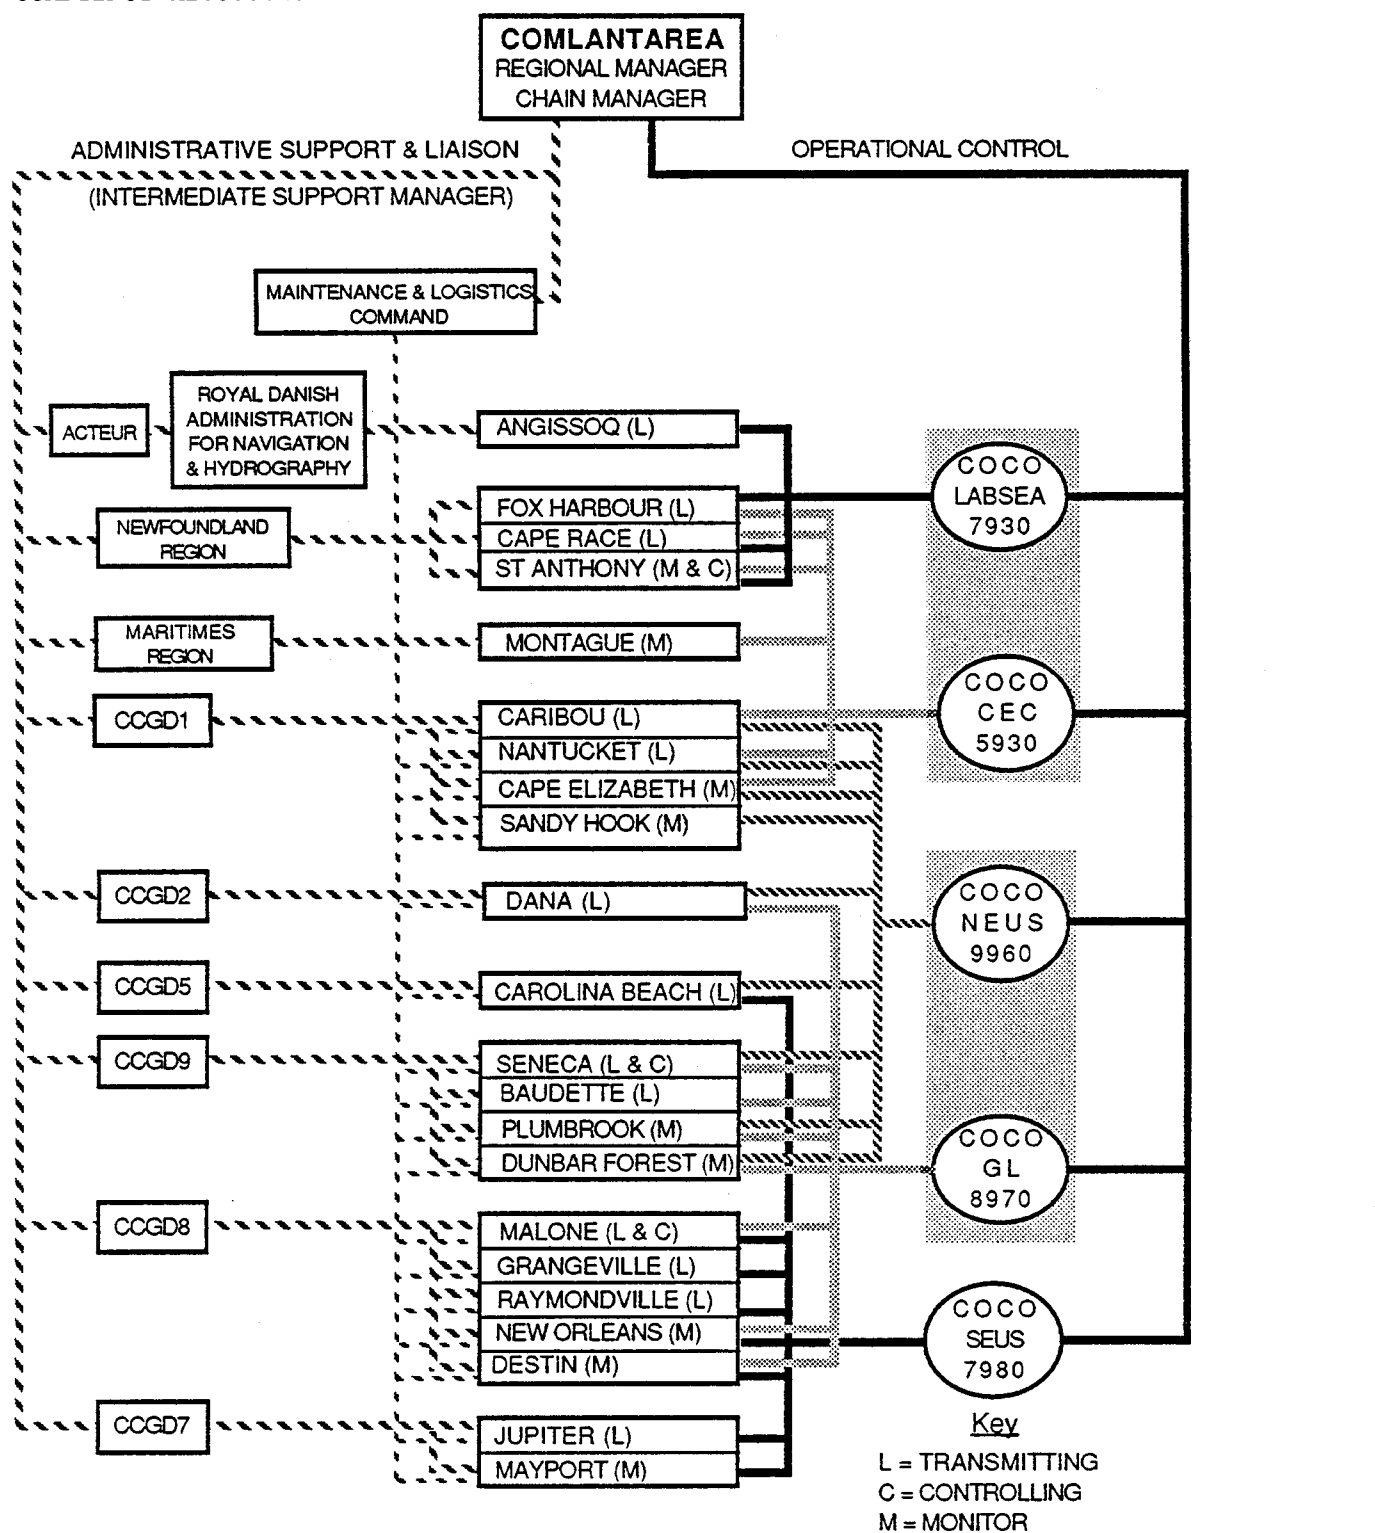 COMLANTAREA
REGIONAL MANAGER
CHAIN MANAGER
ADMINISTRATIVE SUPPORT & LIAISON
(INTERMEDIATE SUPPORT MANAGER)
OPERATIONAL CONTROL
MAINTENANCE & LOGISTICS
COMMAND
ACTEUR
ROYAL DANISH
ADMINISTRATION
FOR NAVIGATION
& HYDROGRAPHY
ANGISSOQ (L)
NEWFOUNDLAND
REGION
FOX HARBOUR (L)
CAPE RACE (L)
ST ANTHONY (M & C)
COCO
LABSEA
7930
MARITIMES
REGION
MONTAGUE (M)
CCGD1
CARIBOU (L)
NANTUCKET (L)
CAPE ELIZABETH (M)
SANDY HOOK (M)
COCO
CEC
5930
CCGD2
DANA (L)
COCO
NEUS
9960
CCGD5
CAROLINA BEACH (L)
CCGD9
SENECA (L & C)
BAUDETTE (L)
PLUMBROOK (M)
DUNBAR FOREST (M)
COCO
GL
8970
CCGD8
MALONE (L & C)
GRANGEVILLE (L)
RAYMONDVILLE (L)
NEW ORLEANS (M)
DESTIN (M)
COCO
SEUS
7980
CCGD7
JUPITER (L)
MAYPORT (M)
Key
L = TRANSMITTING
C = CONTROLLING
M = MONITOR